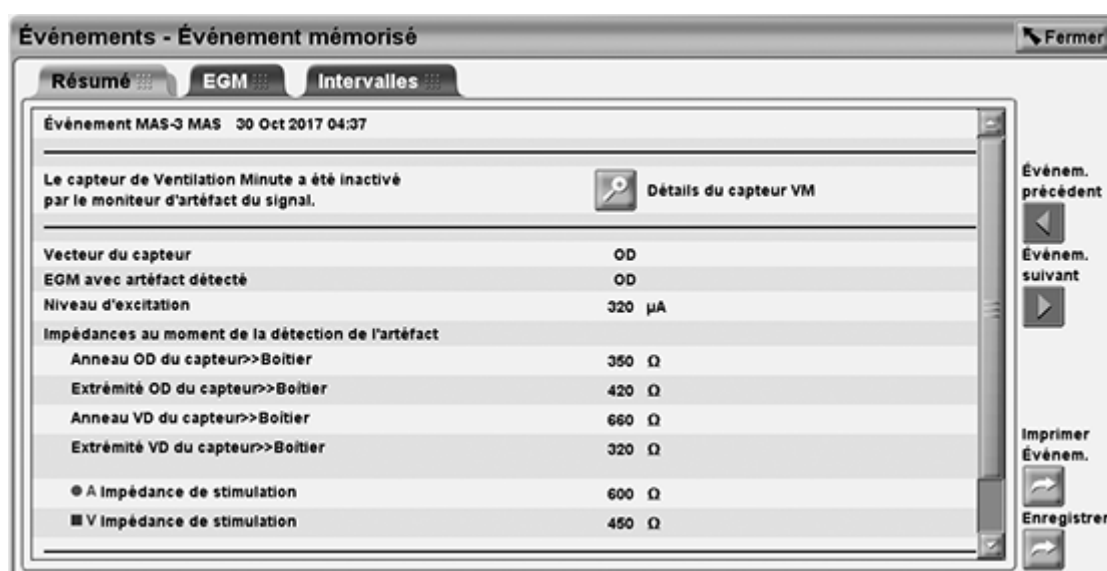 Événements - Événement mémorisé
Fermer
Résumé
EGM
Intervalles
Événement MAS-3 MAS 30 Oct 2017 04:37
Le capteur de Ventilation Minute a été inactivé
par le moniteur d'artéfact du signal.
Détails du capteur VM
Vecteur du capteur OD
EGM avec artéfact détecté OD
Niveau d'excitation 320 µA
Impédances au moment de la détection de l'artéfact
Anneau OD du capteur>>Boîtier 350 Ω
Extrémité OD du capteur>>Boîtier 420 Ω
Anneau VD du capteur>>Boîtier 660 Ω
Extrémité VD du capteur>>Boîtier 320 Ω
A Impédance de stimulation 600 Ω
V Impédance de stimulation 450 Ω
Événem.
précédent
Événem.
suivant
Imprimer
Événem.
Enregistrer